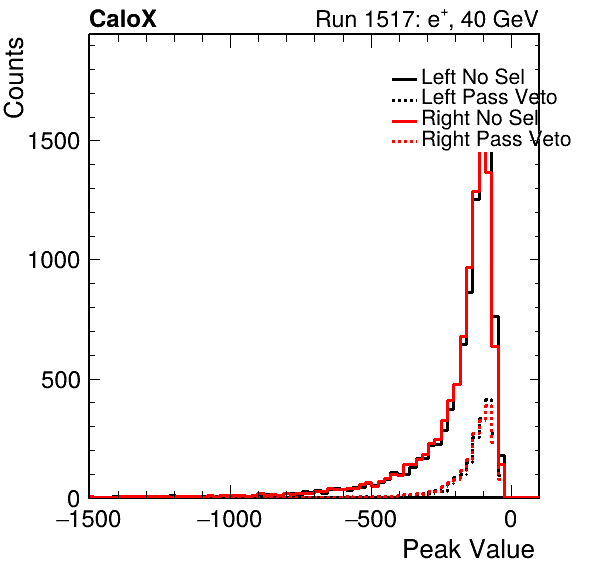 CaloX Run 1517: e⁺, 40 GeV
Counts
Left No Sel
Left Pass Veto
Right No Sel
Right Pass Veto
1500
1000
500
0
−1500 −1000 −500 0
Peak Value